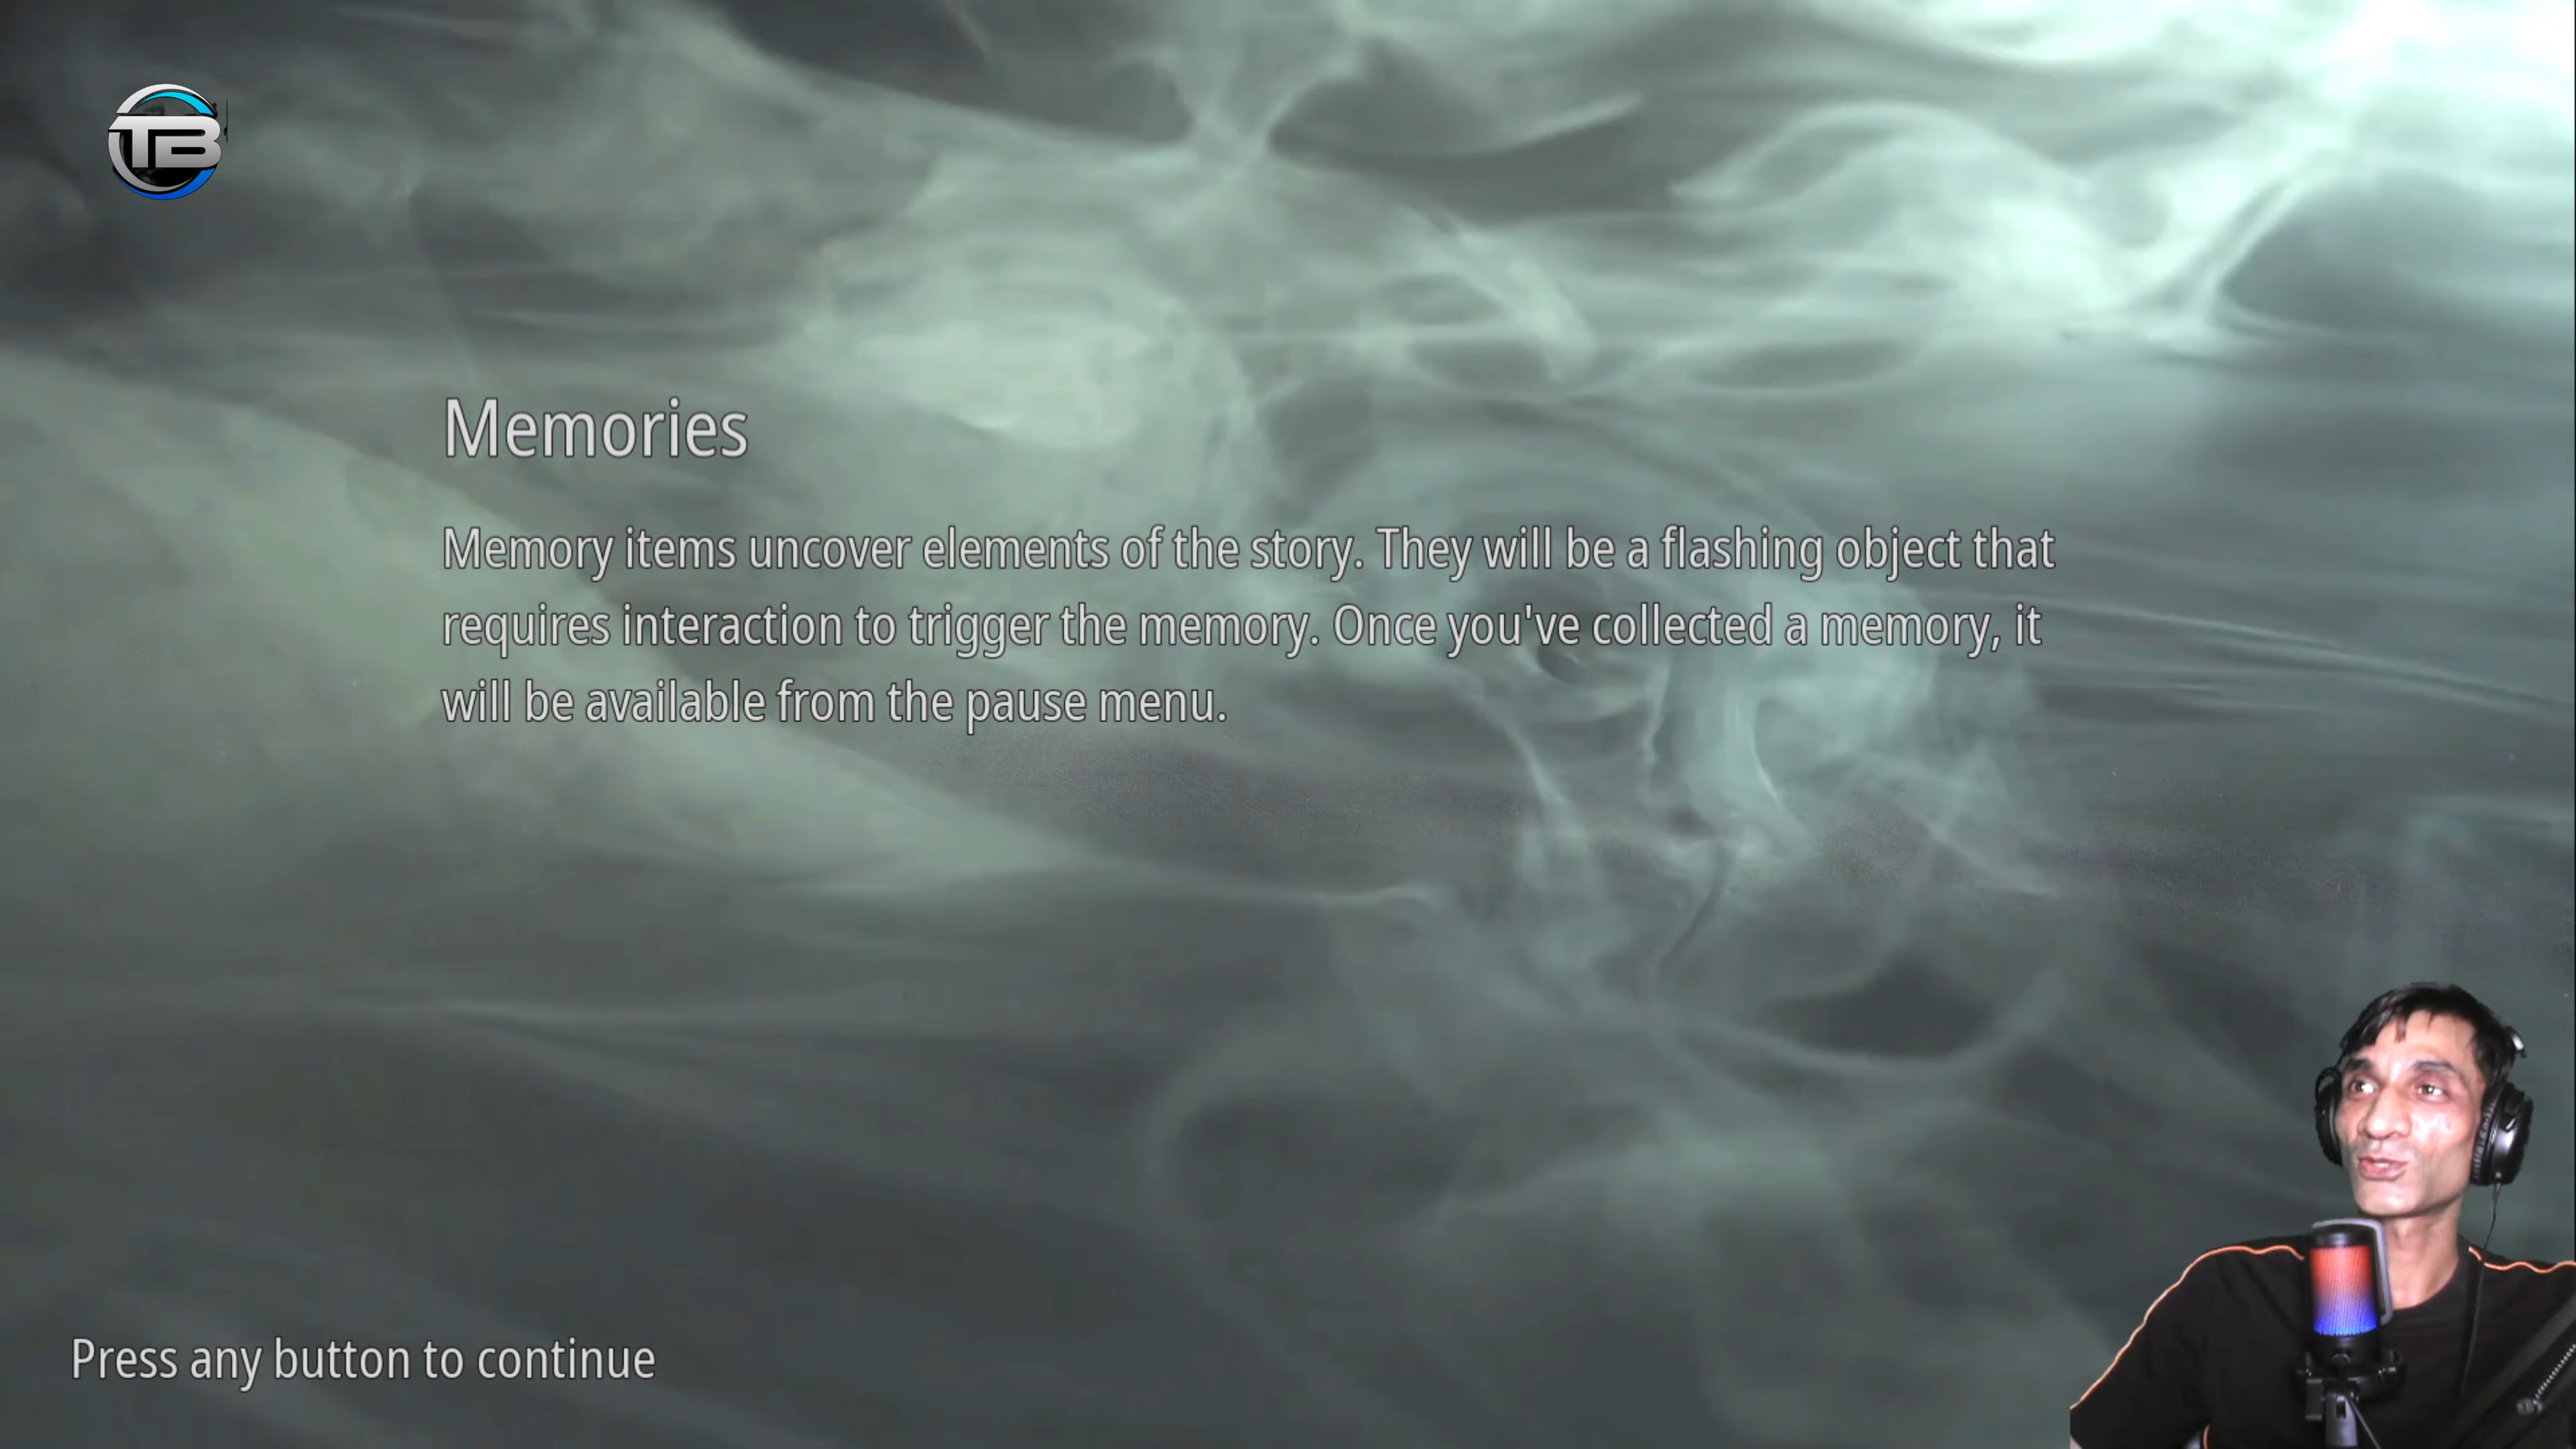 TB
Memories
Memory items uncover elements of the story. They will be a flashing object that
requires interaction to trigger the memory. Once you've collected a memory, it
will be available from the pause menu.
Press any button to continue